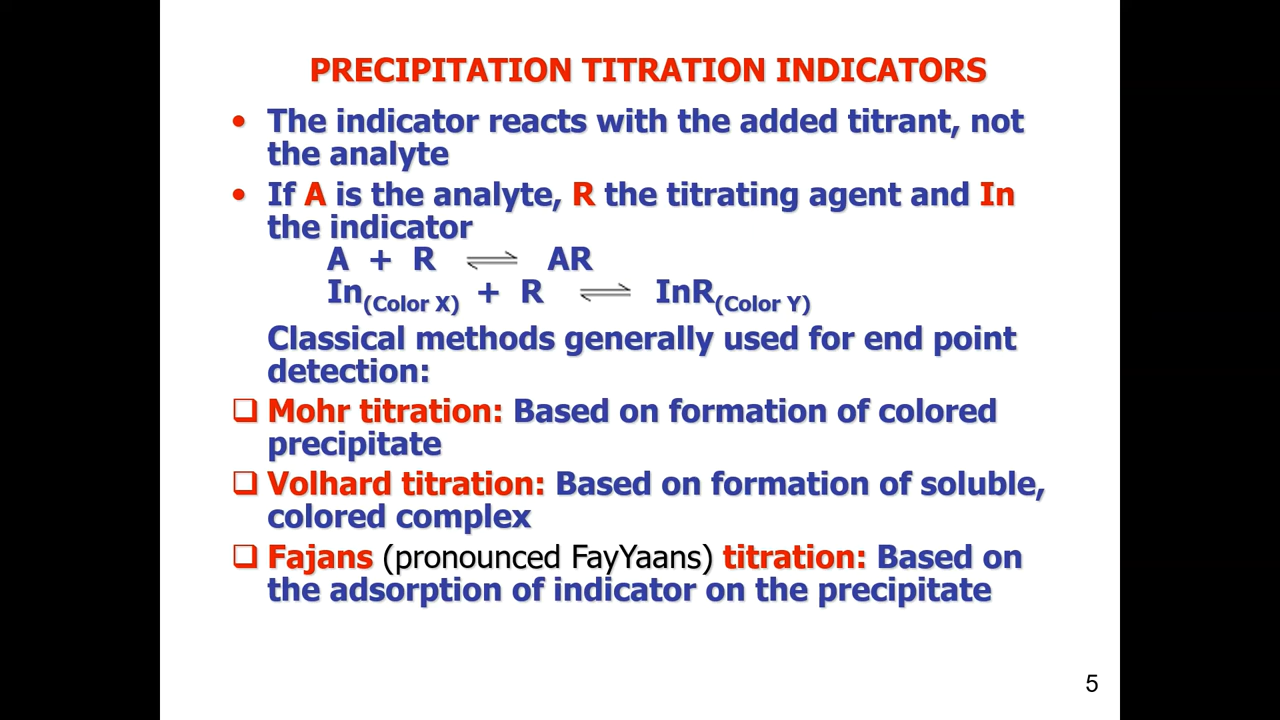 PRECIPITATION TITRATION INDICATORS
• The indicator reacts with the added titrant, not
the analyte
• If A is the analyte, R the titrating agent and In
the indicator
A + R ⇌ AR
In(Color X) + R ⇌ InR(Color Y)
Classical methods generally used for end point
detection:
❑ Mohr titration: Based on formation of colored
precipitate
❑ Volhard titration: Based on formation of soluble,
colored complex
❑ Fajans (pronounced FayYaans) titration: Based on
the adsorption of indicator on the precipitate
5